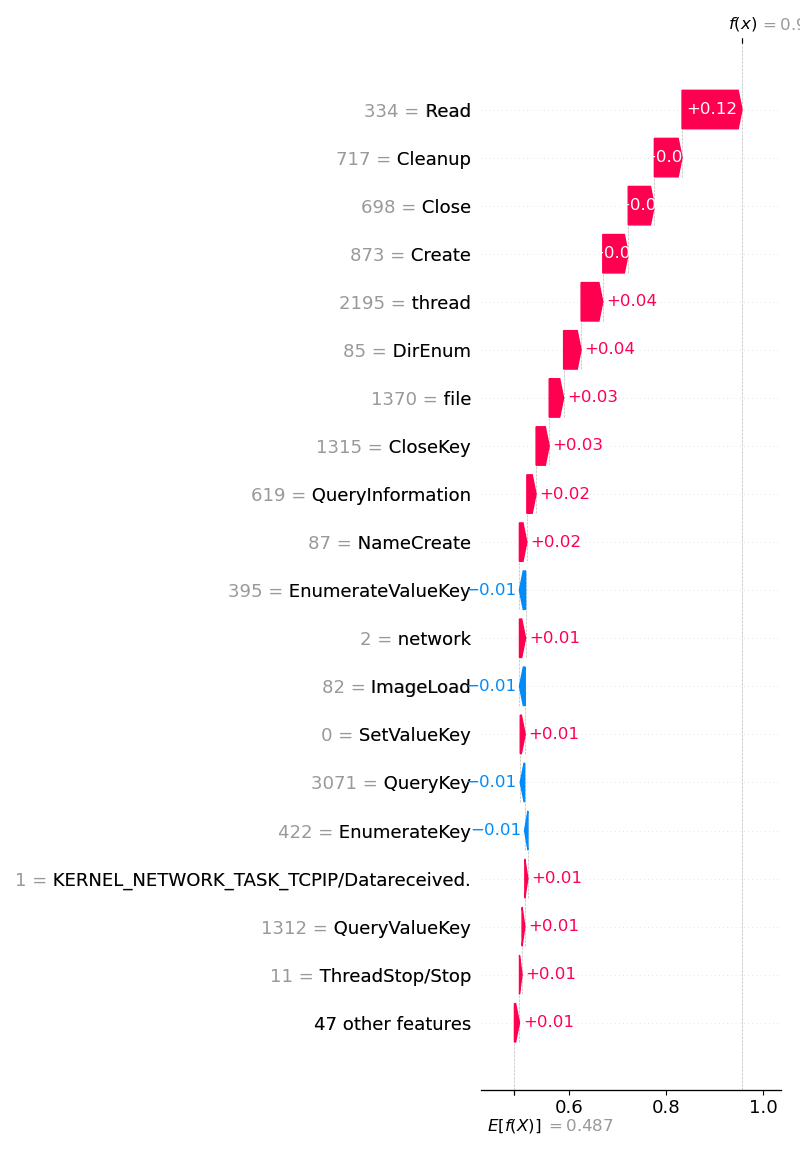 f(x) = 0.9
334 = Read
+0.12
717 = Cleanup
698 = Close
873 = Create
2195 = thread
+0.04
85 = DirEnum
+0.04
1370 = file
+0.03
1315 = CloseKey
+0.03
619 = QueryInformation
+0.02
87 = NameCreate
+0.02
395 = EnumerateValueKey
−0.01
2 = network
+0.01
82 = ImageLoad
−0.01
0 = SetValueKey
+0.01
3071 = QueryKey
−0.01
422 = EnumerateKey
−0.01
1 = KERNEL_NETWORK_TASK_TCPIP/Datareceived.
+0.01
1312 = QueryValueKey
+0.01
11 = ThreadStop/Stop
+0.01
47 other features
+0.01
0.6 0.8 1.0
E[f(X)] = 0.487